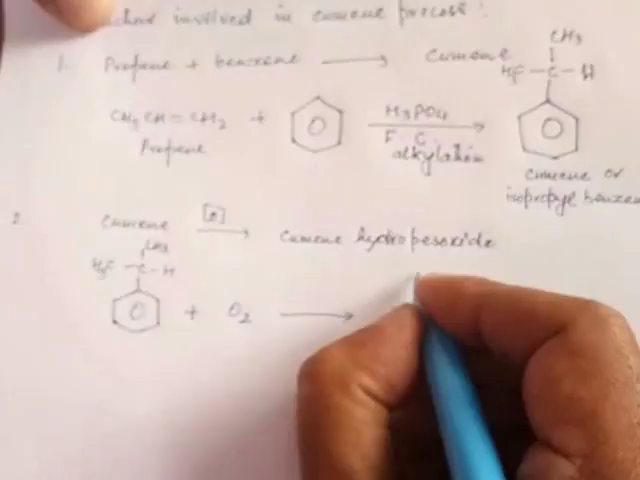 involved in cumene process:
1. Propene + benzene → Cumene
CH3
H3C – C – H
CH3CH = CH2 + H3PO4
F C
alkylation
Propene
cumene or
isopropyl benzene
2 Cumene [O] → Cumene hydroperoxide
CH3
H3C – C – H
+ O2 →